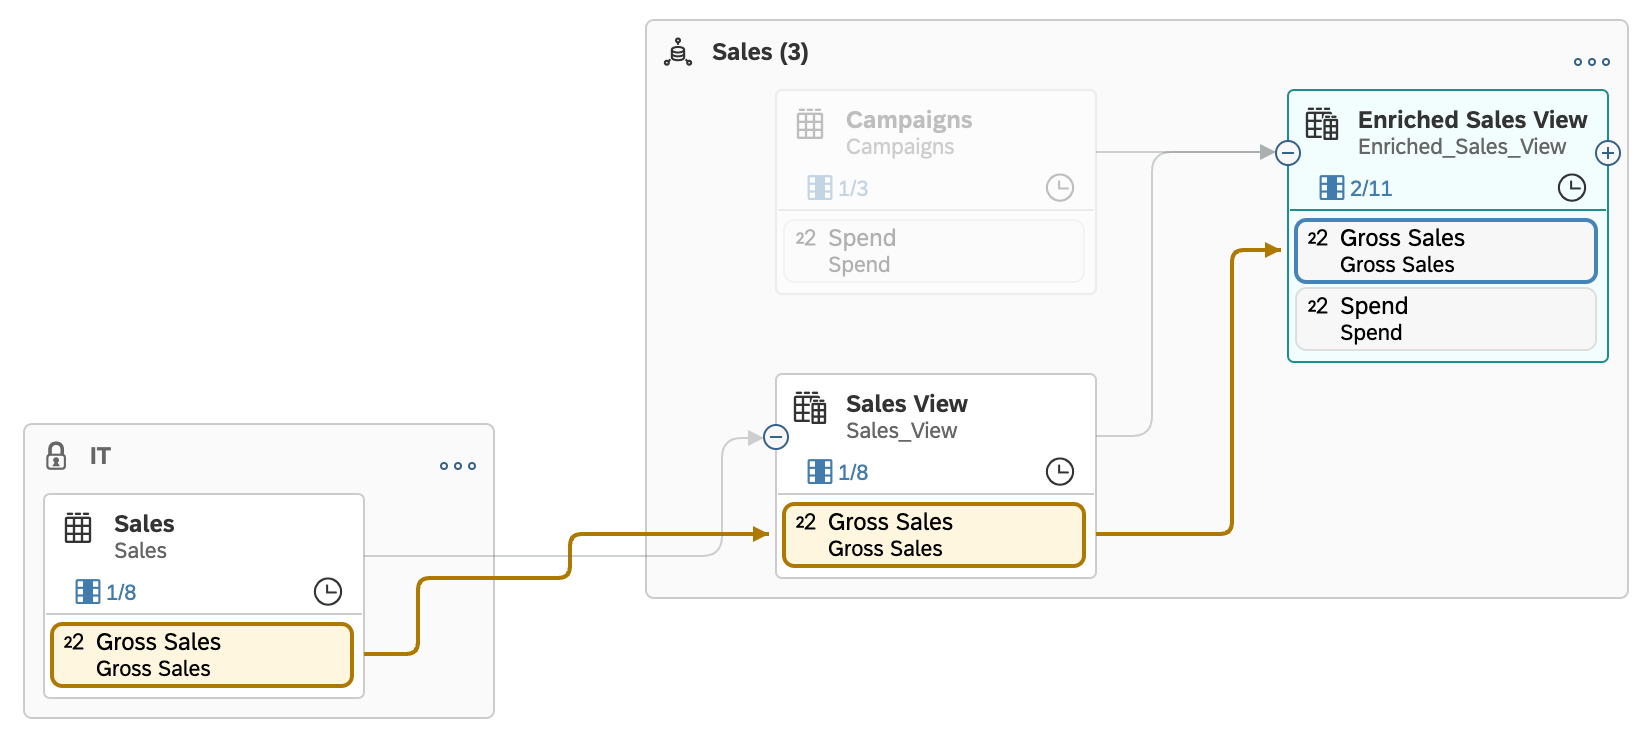 Sales (3)
Campaigns
Campaigns
1/3
22 Spend
Spend
Enriched Sales View
Enriched_Sales_View
2/11
22 Gross Sales
Gross Sales
22 Spend
Spend
Sales View
Sales_View
1/8
22 Gross Sales
Gross Sales
IT
Sales
Sales
1/8
22 Gross Sales
Gross Sales